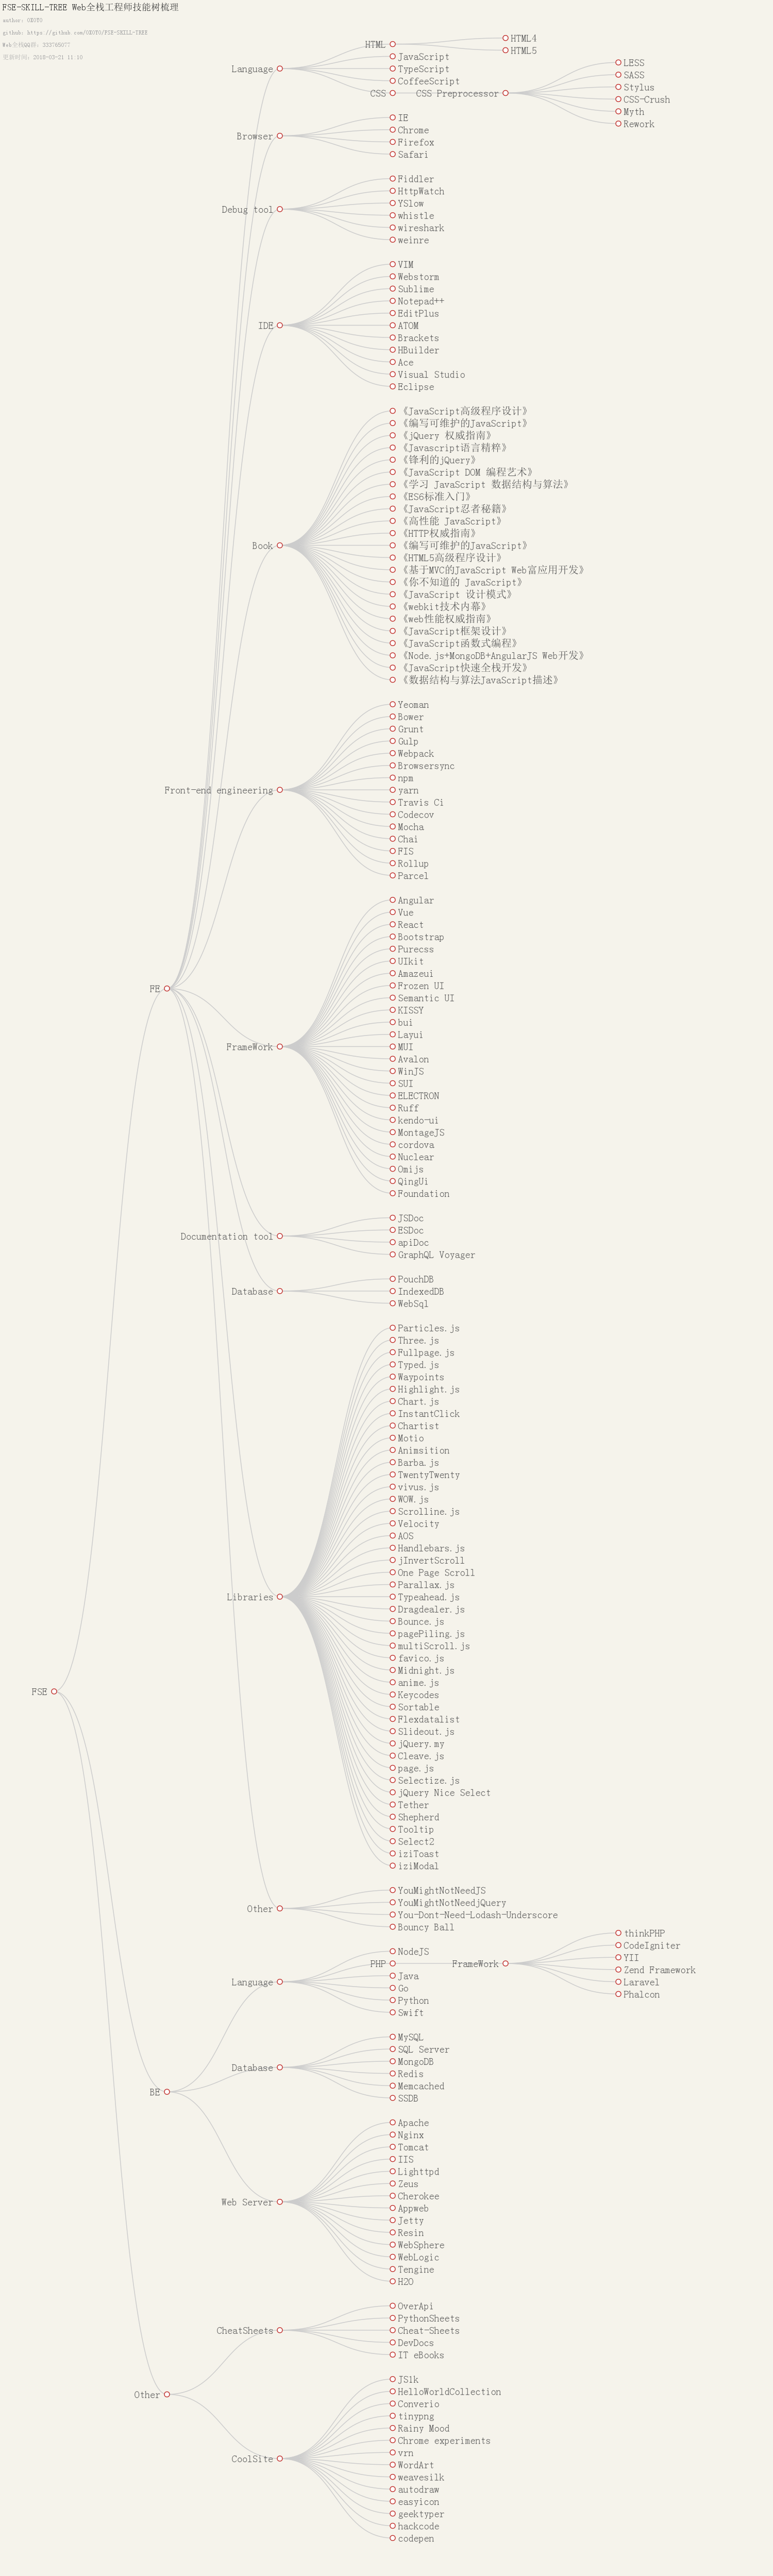 FSE-SKILL-TREE Web全栈工程师技能树梳理
author: OXOYO
github: https://github.com/OXOYO/FSE-SKILL-TREE
更新时间: 2018-03-21 11:10
HTML
HTML4
HTML5
Language
JavaScript
TypeScript
CoffeeScript
CSS
CSS Preprocessor
LESS
SASS
Stylus
CSS-Crush
Myth
Rework
Browser
IE
Chrome
Firefox
Safari
Debug tool
Fiddler
HttpWatch
YSlow
whistle
wireshark
weinre
IDE
VIM
Webstorm
Sublime
Notepad++
EditPlus
ATOM
Brackets
HBuilder
Ace
Visual Studio
Eclipse
Book
《JavaScript高级程序设计》
《编写可维护的JavaScript》
《jQuery 权威指南》
《Javascript语言精粹》
《锋利的jQuery》
《JavaScript DOM 编程艺术》
《学习 JavaScript 数据结构与算法》
《ES6标准入门》
《JavaScript忍者秘籍》
《高性能 JavaScript》
《HTTP权威指南》
《编写可维护的JavaScript》
《HTML5高级程序设计》
《基于MVC的JavaScript Web富应用开发》
《你不知道的 JavaScript》
《JavaScript 设计模式》
《webkit技术内幕》
《web性能权威指南》
《JavaScript框架设计》
《JavaScript函数式编程》
《Node.js+MongoDB+AngularJS Web开发》
《JavaScript快速全栈开发》
《数据结构与算法JavaScript描述》
Front-end engineering
Yeoman
Bower
Grunt
Gulp
Webpack
Browsersync
npm
yarn
Travis Ci
Codecov
Mocha
Chai
FIS
Rollup
Parcel
FE
FrameWork
Angular
Vue
React
Bootstrap
Purecss
UIkit
Amazeui
Frozen UI
Semantic UI
KISSY
bui
Layui
MUI
Avalon
WinJS
SUI
ELECTRON
Ruff
kendo-ui
MontageJS
cordova
Nuclear
Omijs
QingUi
Foundation
Documentation tool
JSDoc
ESDoc
apiDoc
GraphQL Voyager
Database
PouchDB
IndexedDB
WebSql
Libraries
Particles.js
Three.js
Fullpage.js
Typed.js
Waypoints
Highlight.js
Chart.js
InstantClick
Chartist
Motio
Animsition
Barba.js
TwentyTwenty
vivus.js
WOW.js
Scrolline.js
Velocity
AOS
Handlebars.js
jInvertScroll
One Page Scroll
Parallax.js
Typeahead.js
Dragdealer.js
Bounce.js
pagePiling.js
multiScroll.js
favico.js
Midnight.js
anime.js
Keycodes
Sortable
Flexdatalist
Slideout.js
jQuery.my
Cleave.js
page.js
Selectize.js
jQuery Nice Select
Tether
Shepherd
Tooltip
Select2
iziToast
iziModal
FSE
Other
YouMightNotNeedJS
YouMightNotNeedjQuery
You-Dont-Need-Lodash-Underscore
Bouncy Ball
Language
NodeJS
PHP
FrameWork
thinkPHP
CodeIgniter
YII
Zend Framework
Laravel
Phalcon
Java
Go
Python
Swift
BE
Database
MySQL
SQL Server
MongoDB
Redis
Memcached
SSDB
Web Server
Apache
Nginx
Tomcat
IIS
Lighttpd
Zeus
Cherokee
Appweb
Jetty
Resin
WebSphere
WebLogic
Tengine
H2O
Other
CheatSheets
OverApi
PythonSheets
Cheat-Sheets
DevDocs
IT eBooks
CoolSite
JS1k
HelloWorldCollection
Converio
tinypng
Rainy Mood
Chrome experiments
vrn
WordArt
weavesilk
autodraw
easyicon
geektyper
hackcode
codepen